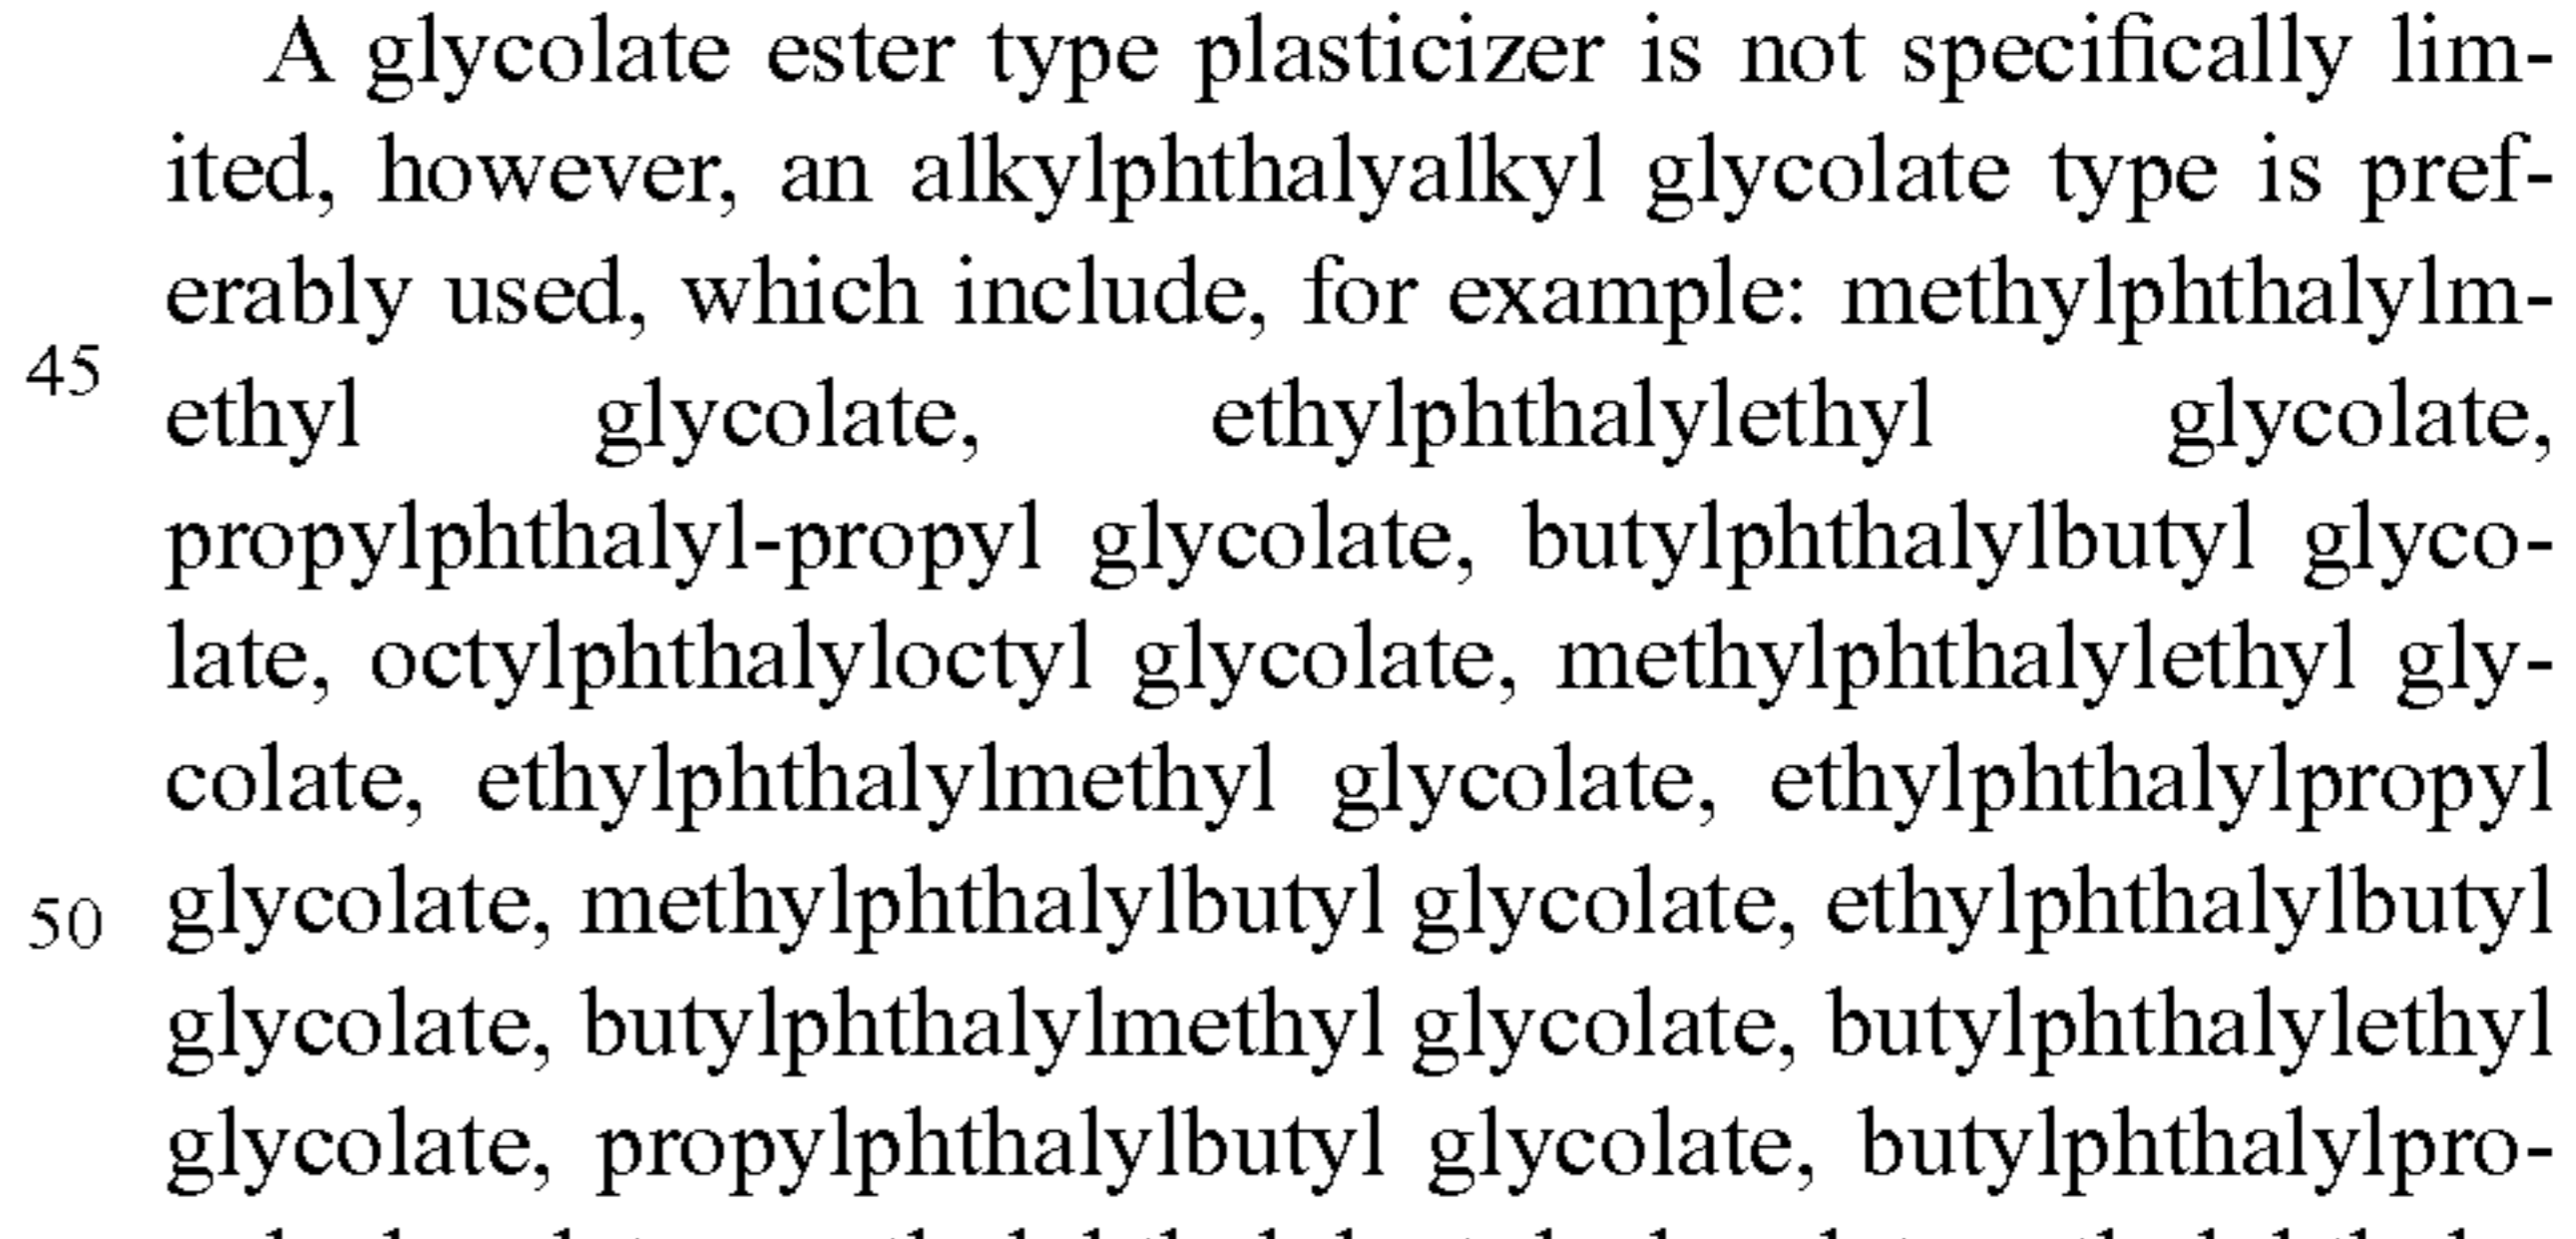 A glycolate ester type plasticizer is not specifically lim-
ited, however, an alkylphthalyalkyl glycolate type is pref-
erably used, which include, for example: methylphthalylm-
45
ethyl glycolate, ethylphthalylethyl glycolate,
propylphthalyl-propyl glycolate, butylphthalylbutyl glyco-
late, octylphthalyloctyl glycolate, methylphthalylethyl gly-
colate, ethylphthalylmethyl glycolate, ethylphthalylpropyl
50 glycolate, methylphthalylbutyl glycolate, ethylphthalylbutyl
glycolate, butylphthalylmethyl glycolate, butylphthalylethyl
glycolate, propylphthalylbutyl glycolate, butylphthalylpro-